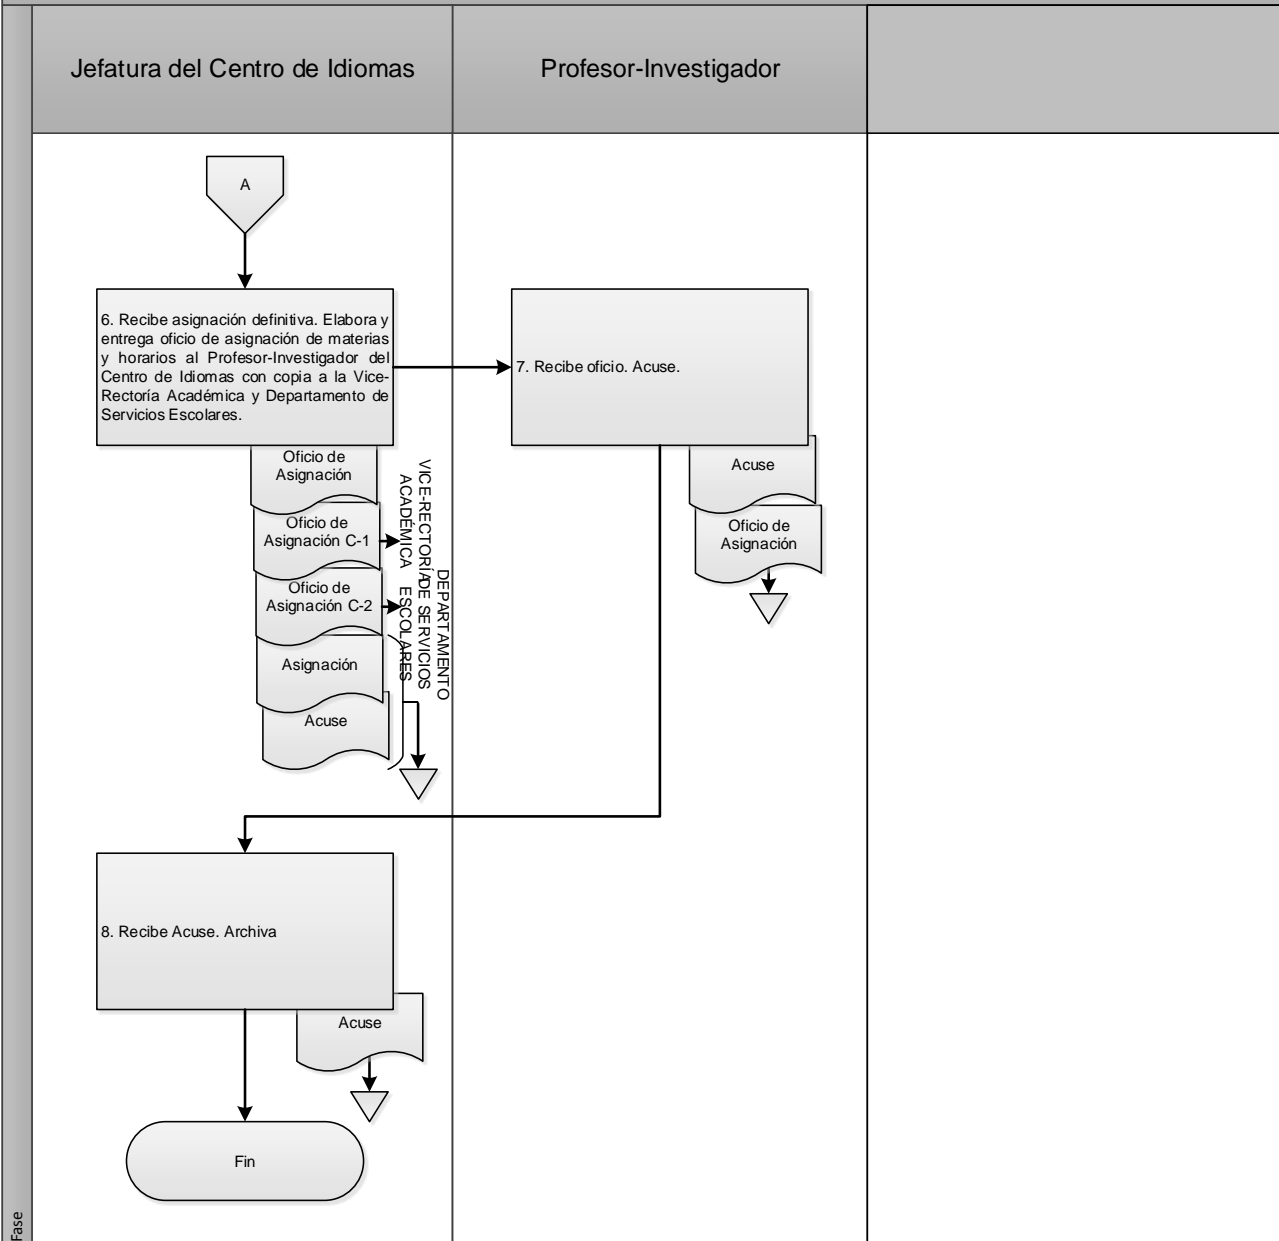 Jefatura del Centro de Idiomas
Profesor-Investigador
A
6. Recibe asignación definitiva. Elabora y
entrega oficio de asignación de materias
y horarios al Profesor-Investigador del
Centro de Idiomas con copia a la Vice-
Rectoría Académica y Departamento de
Servicios Escolares.
7. Recibe oficio. Acuse.
Oficio de
Asignación
Oficio de
Asignación C-1
VICE-RECTORÍA
ACADÉMICA
Oficio de
Asignación C-2
DEPARTAMENTO
DE SERVICIOS
ESCOLARES
Asignación
Acuse
Acuse
Oficio de
Asignación
8. Recibe Acuse. Archiva
Acuse
Fin
Fase